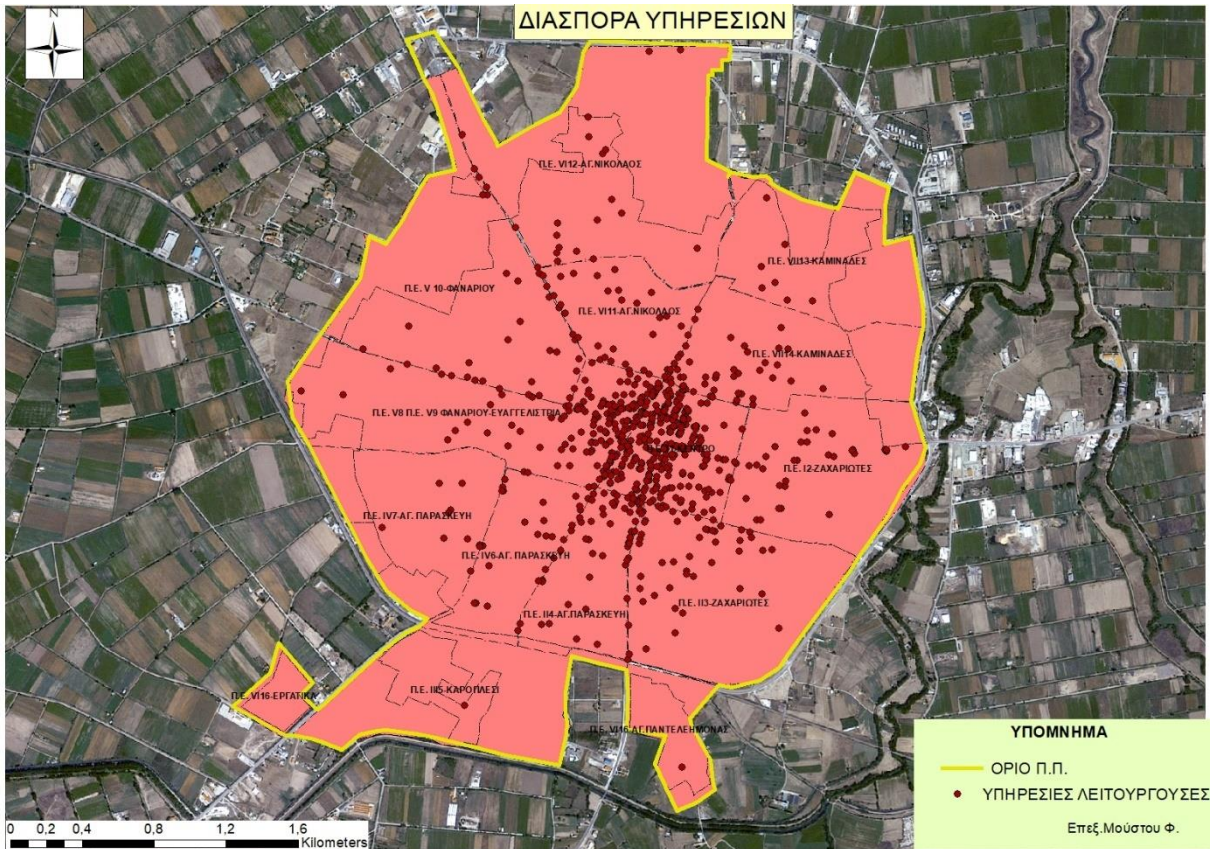 ΔΙΑΣΠΟΡΑ ΥΠΗΡΕΣΙΩΝ
N
Π.Ε. VI12-ΑΓ.ΝΙΚΟΛΑΟΣ
Π.Ε. VII13-ΚΑΜΙΝΑΔΕΣ
Π.Ε. V 10-ΦΑΝΑΡΙΟΥ
Π.Ε. VI11-ΑΓ.ΝΙΚΟΛΑΟΣ
Π.Ε. VII14-ΚΑΜΙΝΑΔΕΣ
Π.Ε. V8 Π.Ε. V9 ΦΑΝΑΡΙΟΥ-ΕΥΑΓΓΕΛΙΣΤΡΙΑ
Π.Ε. I2-ΖΑΧΑΡΙΩΤΕΣ
Π.Ε. IV7-ΑΓ. ΠΑΡΑΣΚΕΥΗ
Π.Ε. IV6-ΑΓ. ΠΑΡΑΣΚΕΥΗ
Π.Ε. II3-ΖΑΧΑΡΙΩΤΕΣ
Π.Ε. II4-ΑΓ.ΠΑΡΑΣΚΕΥΗ
Π.Ε. VI16-ΕΡΓΑΤΙΚΑ
Π.Ε. III5-ΚΑΡΟΠΛΕΣΙ
Π.Ε. VI16-ΑΓ.ΠΑΝΤΕΛΕΗΜΟΝΑΣ
ΥΠΟΜΝΗΜΑ
ΟΡΙΟ Π.Π.
ΥΠΗΡΕΣΙΕΣ ΛΕΙΤΟΥΡΓΟΥΣΕΣ
Επεξ.Μούστου Φ.
0 0,2 0,4 0,8 1,2 1,6
Kilometers